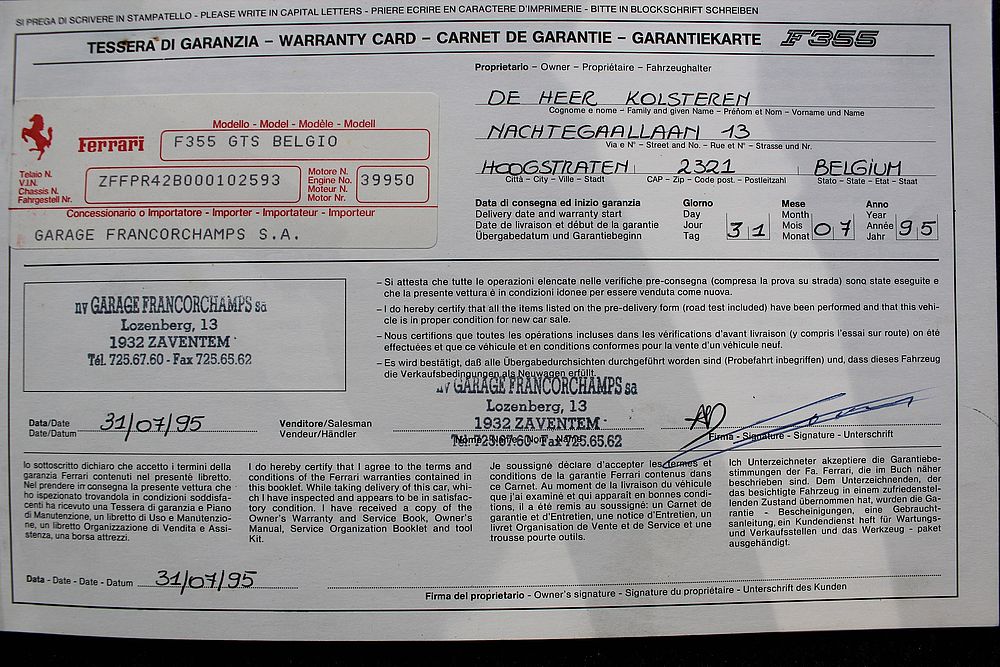 SI PREGA DI SCRIVERE IN STAMPATELLO - PLEASE WRITE IN CAPITAL LETTERS - PRIERE ECRIRE EN CARACTERE D'IMPRIMERIE - BITTE IN BLOCKSCHRIFT SCHREIBEN
TESSERA DI GARANZIA – WARRANTY CARD – CARNET DE GARANTIE – GARANTIEKARTE F355
Proprietario - Owner - Propriétaire - Fahrzeughalter
DE HEER KOLSTEREN
Cognome e nome - Family and given Name - Prénom et Nom - Vorname und Name
NACHTEGAALLAAN 13
Via e N° - Street and No. - Rue et N° - Strasse und Nr.
HOOGSTRATEN 2321 BELGIUM
Città - City - Ville - Stadt CAP - Zip - Code post. - Postleitzahl Stato - State - Etat - Staat
Modello - Model - Modèle - Modell
Ferrari F355 GTS BELGIO
Telaio N.
V.I.N.
Chassis N.
Fahrgestell Nr.
ZFFPR42B000102593
Motore N.
Engine No.
Moteur N.
Motor Nr.
39950
Concessionario o Importatore - Importer - Importateur - Importeur
GARAGE FRANCORCHAMPS S.A.
Data di consegna ed inizio garanzia
Delivery date and warranty start
Date de livraison et début de la garantie
Übergabedatum und Garantiebeginn
Giorno
Day
Jour
Tag
31
Mese
Month
Mois
Monat
07
Anno
Year
Année
Jahr
95
nv GARAGE FRANCORCHAMPS sa
Lozenberg, 13
1932 ZAVENTEM
Tél. 725.67.60 - Fax 725.65.62
– Si attesta che tutte le operazioni elencate nelle verifiche pre-consegna (compresa la prova su strada) sono state eseguite e
che la presente vettura è in condizioni idonee per essere venduta come nuova.
– I do hereby certify that all the items listed on the pre-delivery form (road test included) have been performed and that this vehi-
cle is in proper condition for new car sale.
– Nous certifions que toutes les opérations incluses dans les vérifications d'avant livraison (y compris l'essai sur route) on été
effectuées et que ce véhicule et en conditions conformes pour la vente d'un véhicule neuf.
– Es wird bestätigt, daß alle Übergabedurchsichten durchgeführt worden sind (Probefahrt inbegriffen) und, dass dieses Fahrzeug
die Verkaufsbedingungen als Neuwagen erfüllt.
nv GARAGE FRANCORCHAMPS sa
Lozenberg, 13
1932 ZAVENTEM
Tél. 725.67.60 - Fax 725.65.62
Data/Date
Date/Datum
31/07/95
Venditore/Salesman
Vendeur/Händler
Firma - Signature - Signature - Unterschrift
Io sottoscritto dichiaro che accetto i termini della
garanzia Ferrari contenuti nel presente libretto.
Nel prendere in consegna la presente vettura che
ho ispezionato trovandola in condizioni soddisfa-
centi ha ricevuto una Tessera di garanzia e Piano
di Manutenzione, un libretto di Uso e Manutenzio-
ne, un libretto Organizzazione di Vendita e Assi-
stenza, una borsa attrezzi.
I do hereby certify that I agree to the terms and
conditions of the Ferrari warranties contained in
this booklet. While taking delivery of this car, whi-
ch I have inspected and appears to be in satisfac-
tory condition. I have received a copy of the
Owner's Warranty and Service Book, Owner's
Manual, Service Organization Booklet and tool
Kit.
Je soussigné déclare d'accepter les termes et
conditions de la garantie Ferrari contenus dans
ce Carnet. Au moment de la livraison du véhicule
que j'ai examiné et qui apparaît en bonnes condi-
tions, il a été remis au soussigné: un Carnet de
garantie et d'Entretien, une notice d'Entretien, un
Livret Organisation de Vente et de Service et une
trousse pourte outils.
Ich Unterzeichneter akzeptiere die Garantiebe-
stimmungen der Fa. Ferrari, die im Buch näher
beschrieben sind. Dem Unterzeichnenden, der
das besichtigte Fahrzeug in einem zufriedenstel-
lenden Zustand übernommen hat, wurden die Ga-
rantie - Bescheinigungen, eine Gebraucht-
sanleitung, ein Kundendienst heft für Wartungs-
und Verkaufsstellen und das Werkzeug - paket
ausgehändigt.
Data - Date - Date - Datum 31/07/95
Firma del proprietario - Owner's signature - Signature du propriétaire - Unterschrift des Kunden